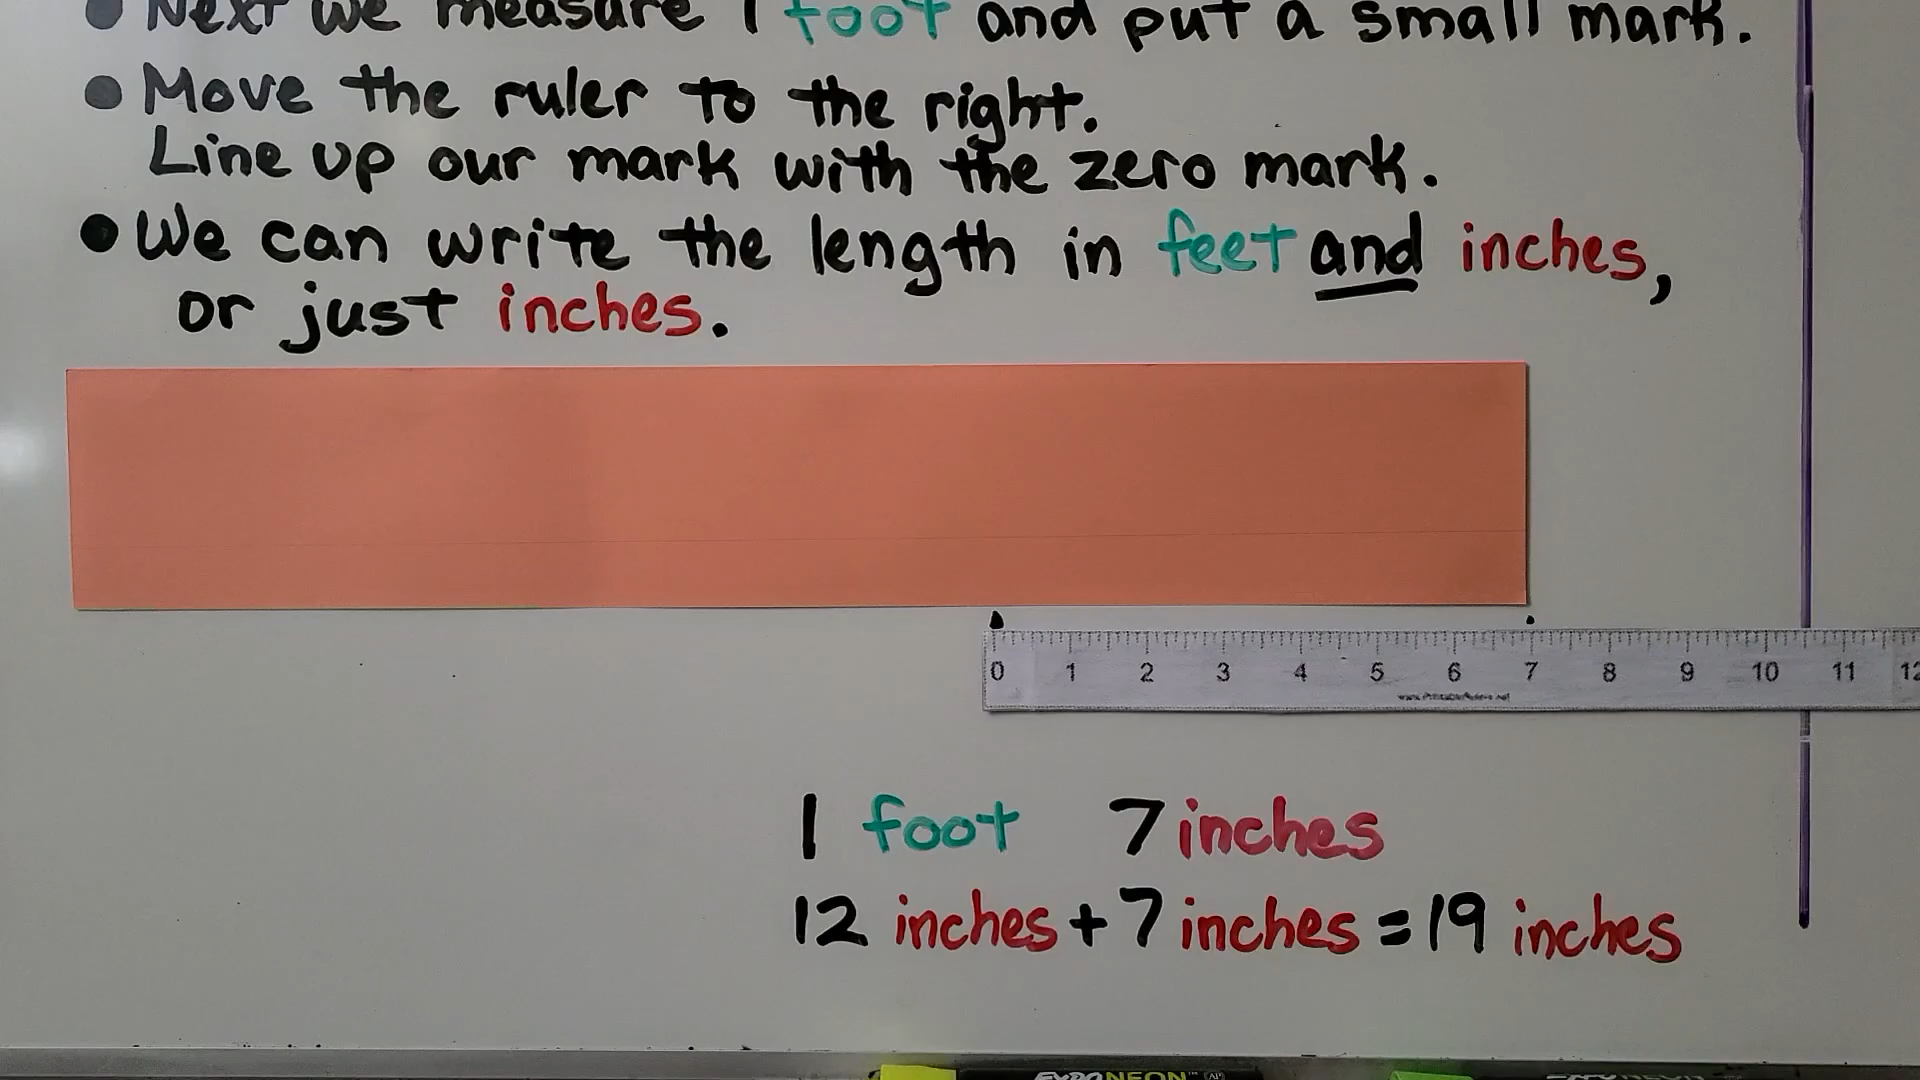 Next we measure 1 foot and put a small mark.
• Move the ruler to the right.
Line up our mark with the zero mark.
• We can write the length in feet and inches,
or just inches.
0 1 2 3 4 5 6 7 8 9 10 11 12
1 foot 7 inches
12 inches + 7 inches = 19 inches
EXPO NEON